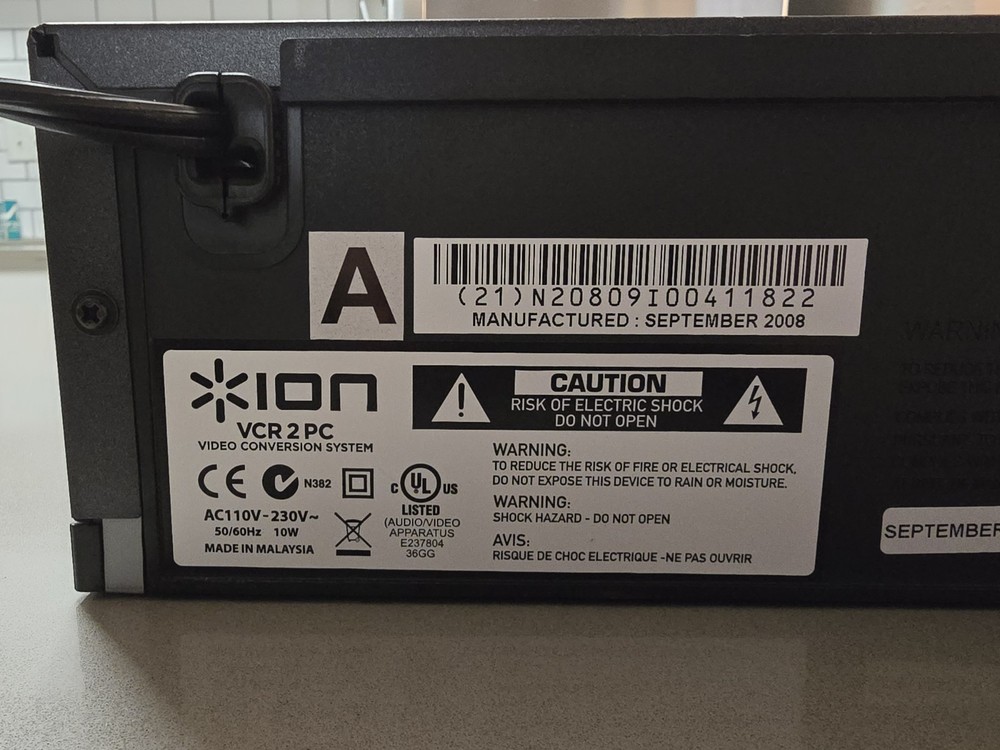 A
(21)N20809I00411822
MANUFACTURED : SEPTEMBER 2008
ION
VCR 2 PC
VIDEO CONVERSION SYSTEM
CE N382
C UL US
LISTED
(AUDIO/VIDEO
APPARATUS
E237804
36GG
AC110V-230V~
50/60Hz 10W
MADE IN MALAYSIA
CAUTION
RISK OF ELECTRIC SHOCK
DO NOT OPEN
WARNING:
TO REDUCE THE RISK OF FIRE OR ELECTRICAL SHOCK,
DO NOT EXPOSE THIS DEVICE TO RAIN OR MOISTURE.
WARNING:
SHOCK HAZARD - DO NOT OPEN
AVIS:
RISQUE DE CHOC ELECTRIQUE -NE PAS OUVRIR
SEPTEMBER